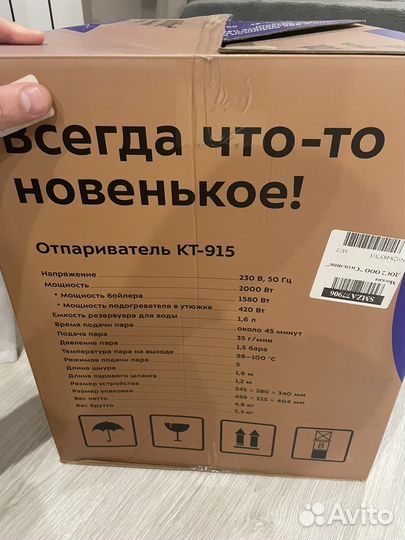 Всегда что-то
новенькое!
Отпариватель КТ-915
Напряжение 230 В, 50 Гц
Мощность 2000 Вт
• Мощность бойлера 1580 Вт
• Мощность подогревателя в утюжке 420 Вт
Емкость резервуара для воды 1,6 л
Время подачи пара около 45 минут
Подача пара 35 г/мин
Давление пара 1,5 бара
Температура пара на выходе 98–100 °С
Режимов подачи пара 5
Длина шнура 1,6 м
Длина парового шланга 1,2 м
Размер устройства 345 × 280 × 340 мм
Размер упаковки 459 × 325 × 404 мм
Вес нетто 4,8 кг
Вес брутто 5,5 кг
8
Москва
SMZA77906
Avito